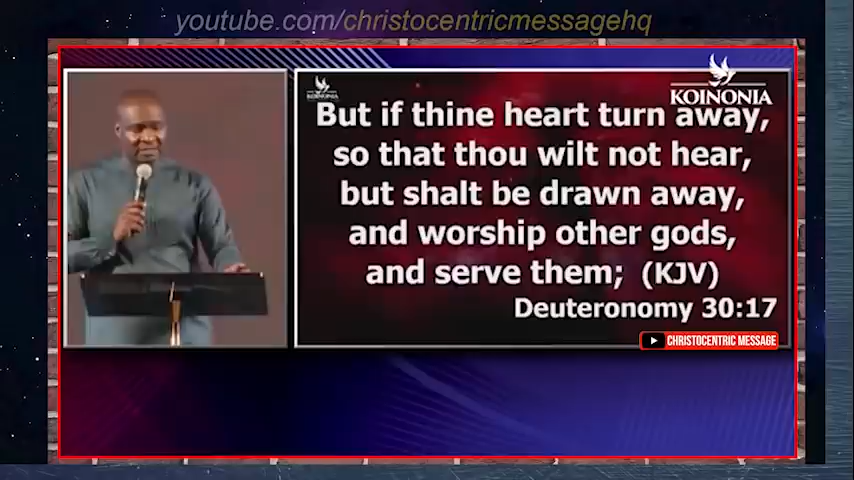 youtube.com/christocentricmessagehq
KOINONIA
KOINONIA
But if thine heart turn away,
so that thou wilt not hear,
but shalt be drawn away,
and worship other gods,
and serve them; (KJV)
Deuteronomy 30:17
CHRISTOCENTRIC MESSAGE